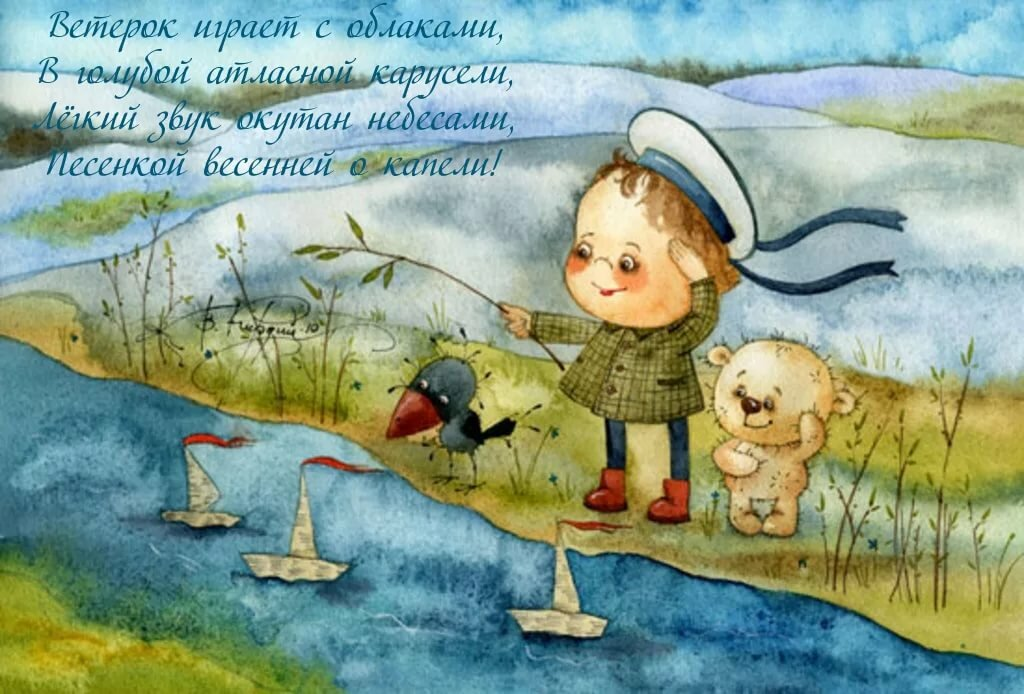 Ветерок играет с облаками,
В голубой атласной карусели,
Лёгкий звук окутан небесами,
Песенкой весенней о капели!